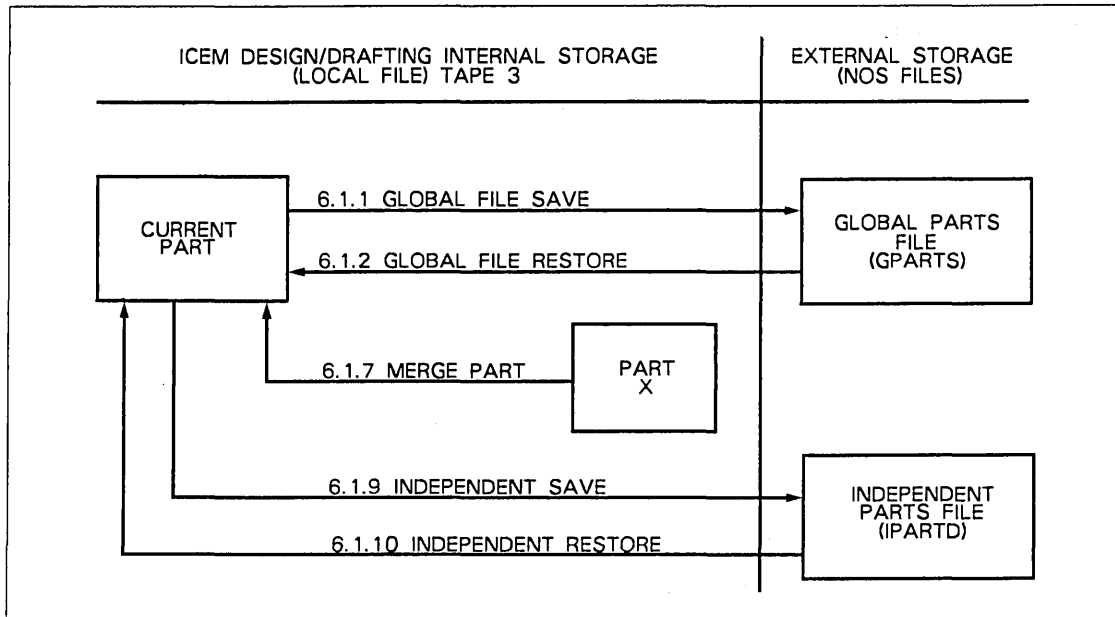 ICEM DESIGN/DRAFTING INTERNAL STORAGE
(LOCAL FILE) TAPE 3
EXTERNAL STORAGE
(NOS FILES)
CURRENT
PART
6.1.1 GLOBAL FILE SAVE
6.1.2 GLOBAL FILE RESTORE
GLOBAL PARTS
FILE
(GPARTS)
6.1.7 MERGE PART
PART
X
6.1.9 INDEPENDENT SAVE
6.1.10 INDEPENDENT RESTORE
INDEPENDENT
PARTS FILE
(IPARTD)